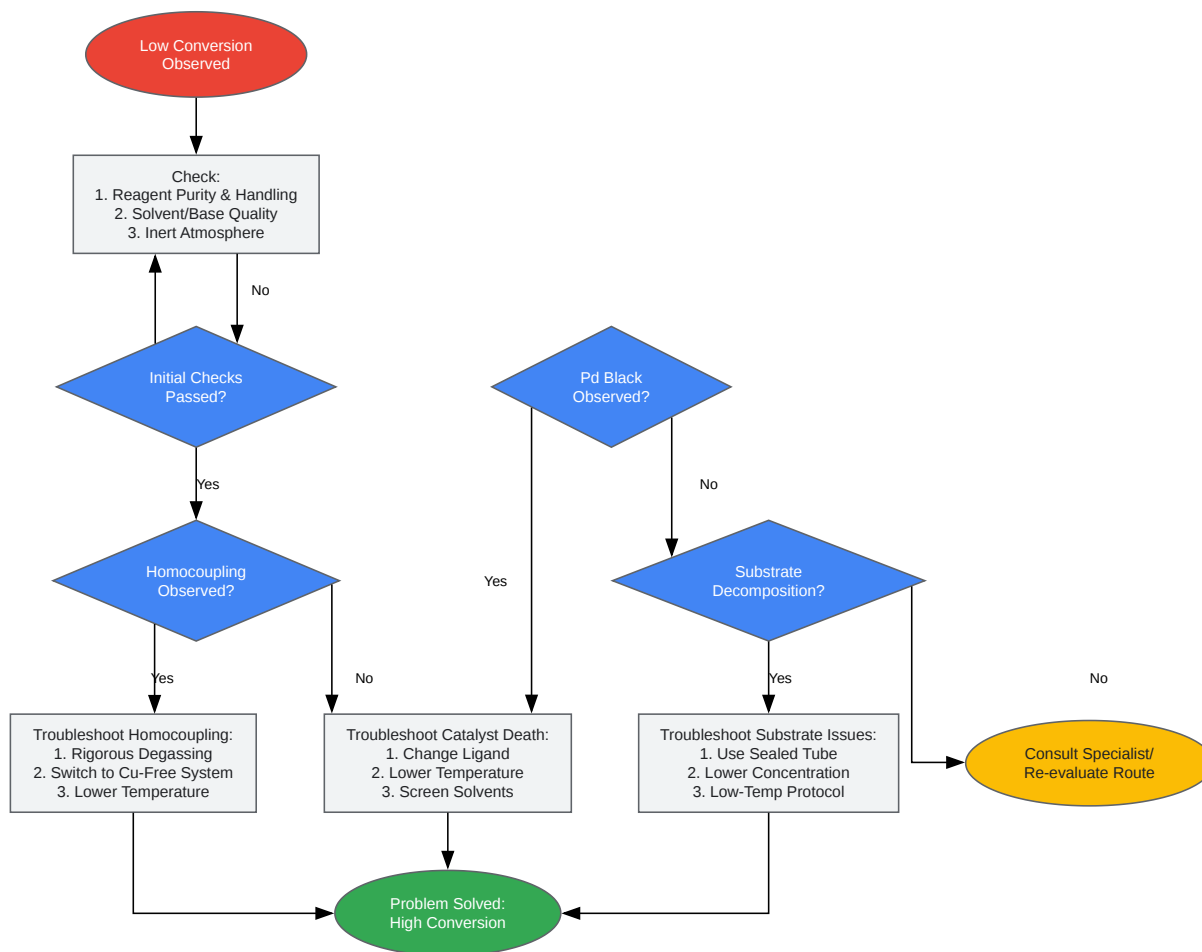 Low Conversion
Observed
Check:
1. Reagent Purity & Handling
2. Solvent/Base Quality
3. Inert Atmosphere
No
Initial Checks
Passed?
Pd Black
Observed?
Yes
No
Homocoupling
Observed?
Yes
Substrate
Decomposition?
Yes
No
Yes
No
Troubleshoot Homocoupling:
1. Rigorous Degassing
2. Switch to Cu-Free System
3. Lower Temperature
Troubleshoot Catalyst Death:
1. Change Ligand
2. Lower Temperature
3. Screen Solvents
Troubleshoot Substrate Issues:
1. Use Sealed Tube
2. Lower Concentration
3. Low-Temp Protocol
Consult Specialist/
Re-evaluate Route
Problem Solved:
High Conversion